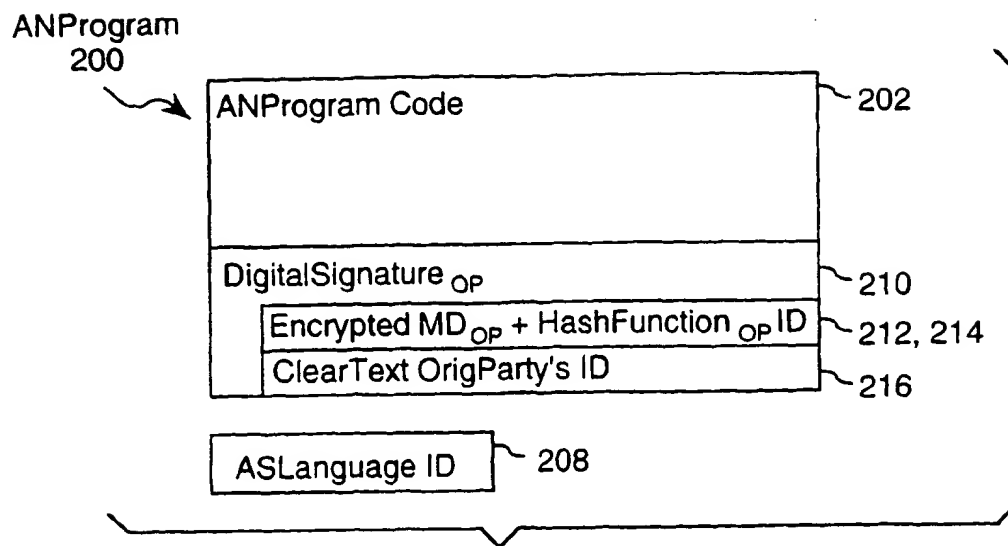 ANProgram
200
ANProgram Code
202
DigitalSignature OP
210
Encrypted MD OP + HashFunction OP ID
212, 214
ClearText OrigParty's ID
216
ASLanguage ID
208